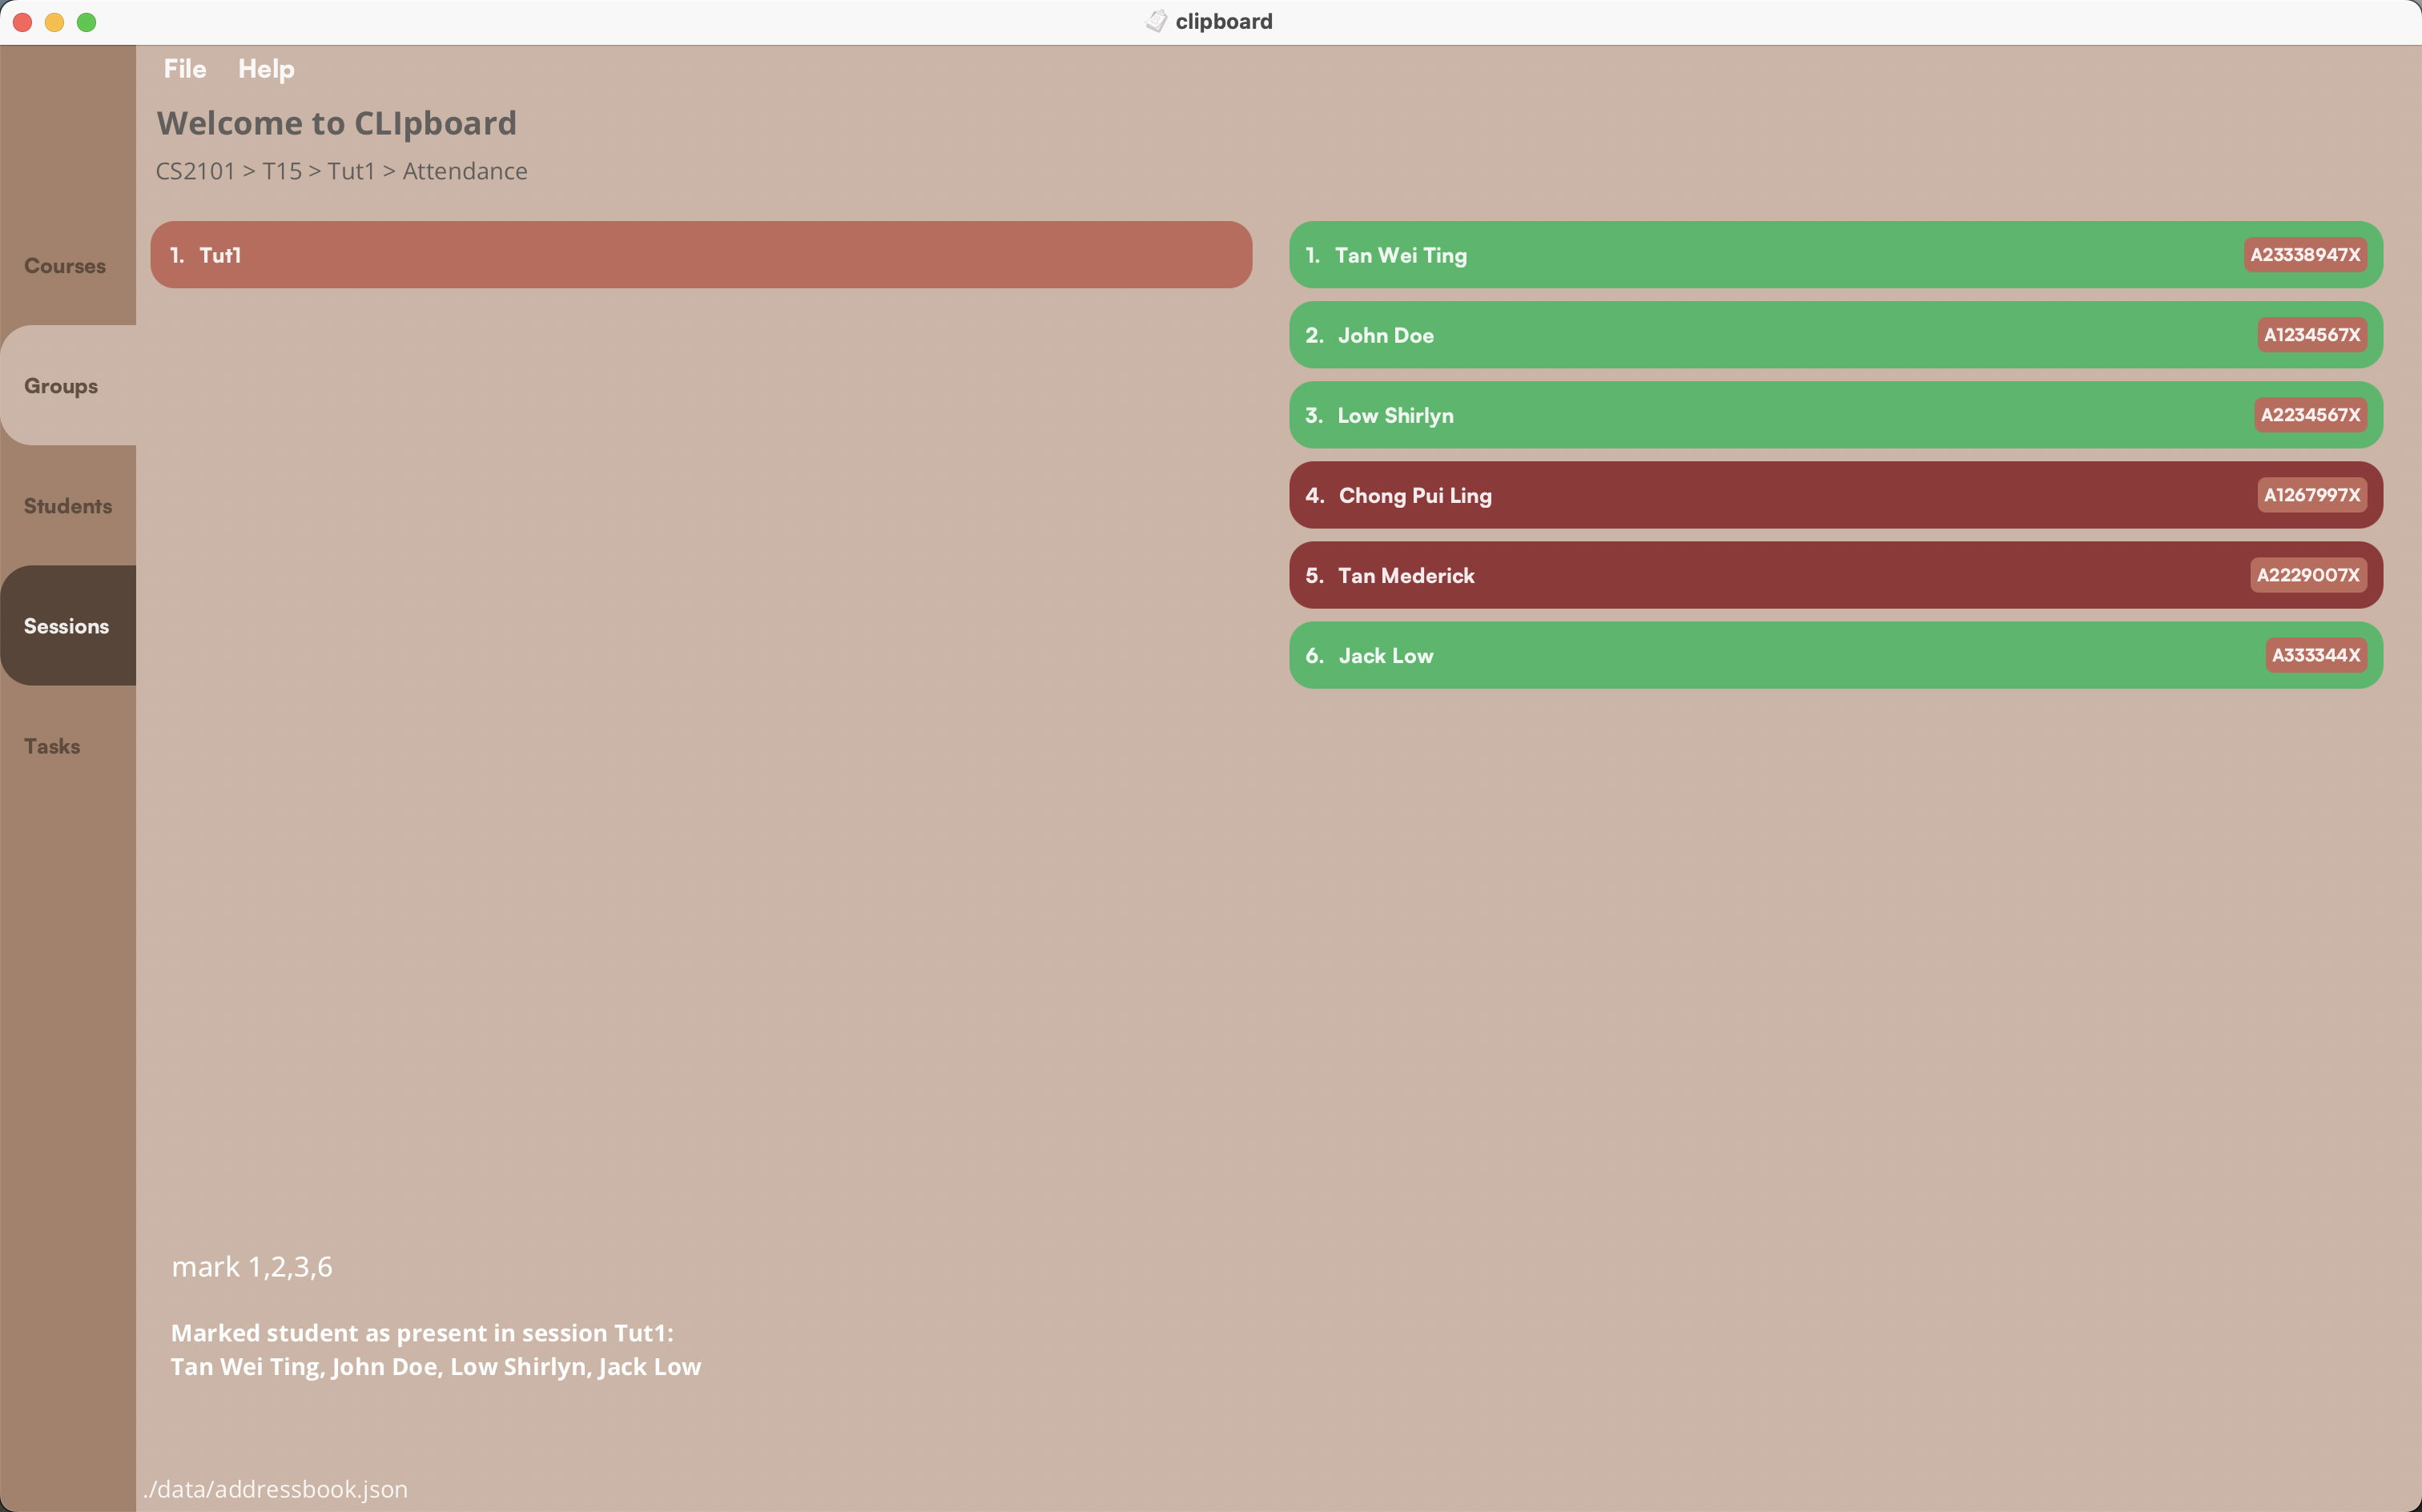 clipboard
File Help
Welcome to CLIpboard
CS2101 > T15 > Tut1 > Attendance
Courses
Groups
Students
Sessions
Tasks
1. Tut1
1. Tan Wei Ting A23338947X
2. John Doe A1234567X
3. Low Shirlyn A2234567X
4. Chong Pui Ling A1267997X
5. Tan Mederick A2229007X
6. Jack Low A333344X
mark 1,2,3,6
Marked student as present in session Tut1:
Tan Wei Ting, John Doe, Low Shirlyn, Jack Low
./data/addressbook.json